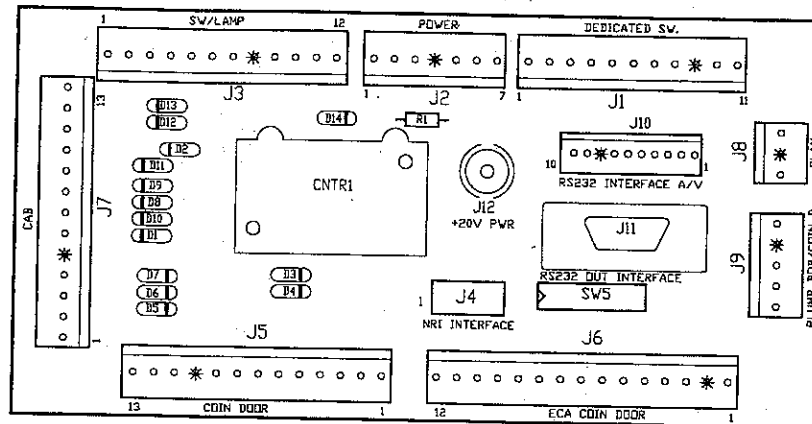 1 SW/LAMP 12
POWER
DEDICATED SW.
J3
1 J2 7
1 J1 11
13
D13
D12
D14
R1
D2
D11
D9
D8
D10
D1
CNTR1
J12
+20V PWR
J10
10 1
RS232 INTERFACE A/V
J8
J11
RS232 OUT INTERFACE
J9
CAB
J7
1
D7
D6
D5
D3
D4
1 J4
NRI INTERFACE
SW5
J5
13 COIN DOOR 1
J6
12 ECA COIN DOOR 1